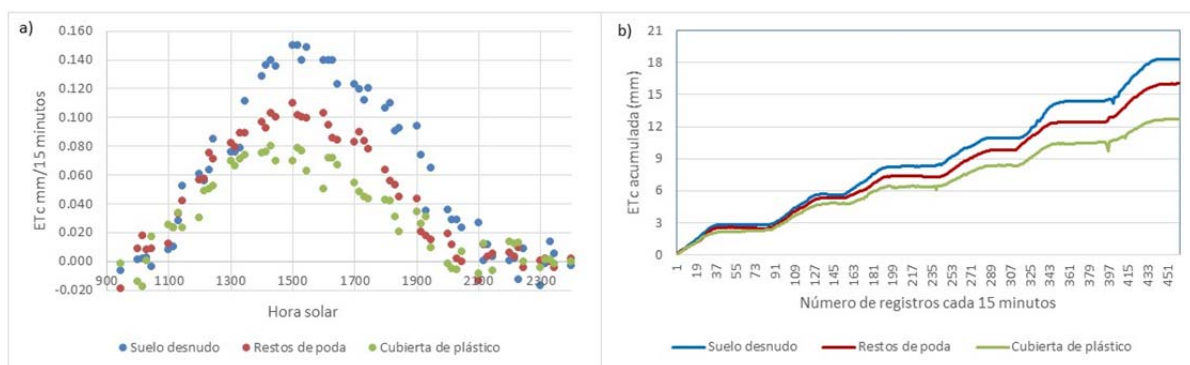 a)
0.160
0.140
0.120
0.100
0.080
0.060
0.040
0.020
0.000
-0.020
ETc mm/15 minutos
900 1100 1300 1500 1700 1900 2100 2300
Hora solar
Suelo desnudo Restos de poda Cubierta de plástico
b)
21
18
15
12
9
6
3
0
ETc acumulada (mm)
1 19 37 55 73 91 109 127 145 163 181 199 217 235 253 271 289 307 325 343 361 379 397 415 433 451
Número de registros cada 15 minutos
Suelo desnudo Restos de poda Cubierta de plástico